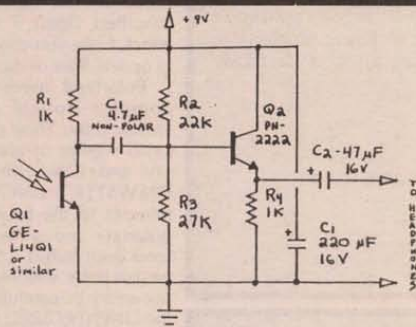 +9V
R1
1K
C1
4.7µF
NON-POLAR
R2
22K
Q2
PN-
2222
C2-47µF
16V
+
R3
27K
R4
1K
+
C1
220 µF
16V
Q1
GE-
L14Q1
or
similar
TO HEADPHONES